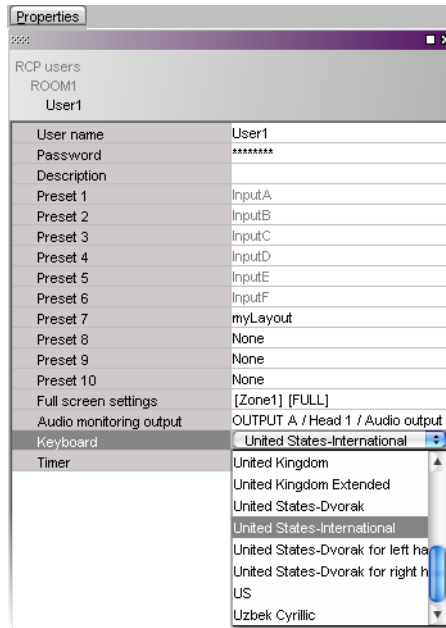 Properties
RCP users
ROOM1
User1
User name User1
Password ********
Description
Preset 1 InputA
Preset 2 InputB
Preset 3 InputC
Preset 4 InputD
Preset 5 InputE
Preset 6 InputF
Preset 7 myLayout
Preset 8 None
Preset 9 None
Preset 10 None
Full screen settings [Zone1] [FULL]
Audio monitoring output OUTPUT A / Head 1 / Audio output
Keyboard United States-International
Timer
United Kingdom
United Kingdom Extended
United States-Dvorak
United States-International
United States-Dvorak for left ha
United States-Dvorak for right h
US
Uzbek Cyrillic